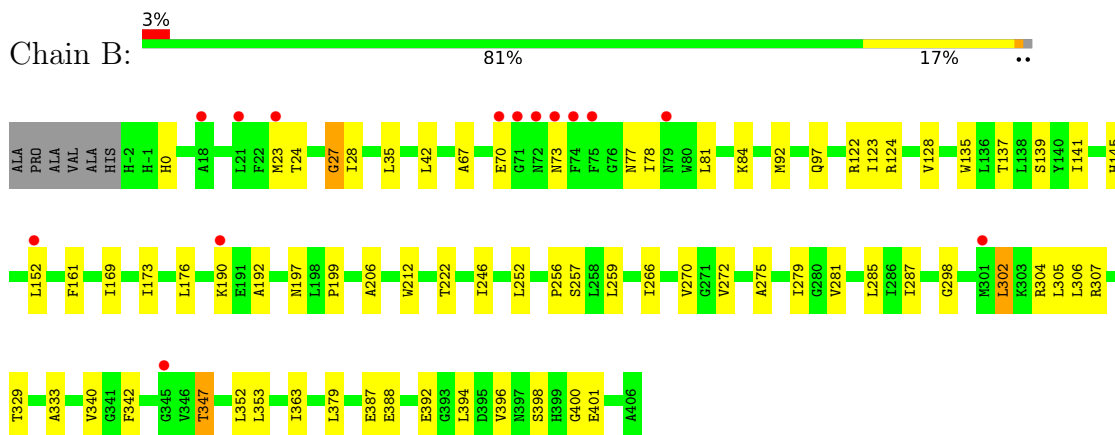 3%
Chain B:
81% 17% ••
ALA PRO ALA VAL ALA HIS H-2 H-1 H0 A18 L21 F22 M23 T24 G27 I28 L35 L42 A67 E70 G71 N72 N73 F74 F75 G76 N77 I78 N79 W80 L81 K84 M92 Q97 R122 I123 R124 V128 W135 L136 T137 L138 S139 Y140 I141 H145
L152 F161 I169 I173 L176 K190 E191 A192 N197 L198 P199 A206 W212 T222 I246 L252 P256 S257 L258 L259 I266 V270 G271 V272 A275 I279 G280 V281 L285 I286 I287 G298 M301 L302 K303 R304 L305 L306 R307
T329 A333 V340 G341 F342 G345 V346 T347 L352 L353 I363 L379 E387 E388 E392 G393 L394 D395 V396 N397 S398 H399 G400 E401 A406